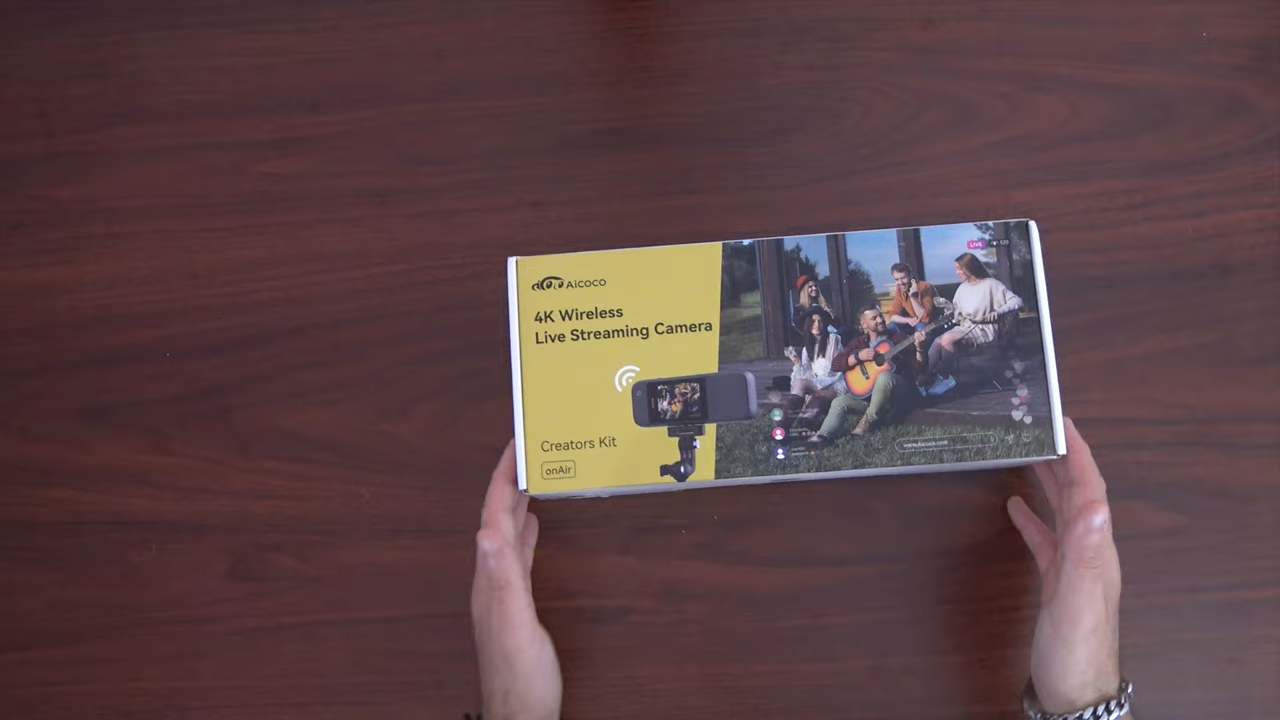 Aicoco
4K Wireless
Live Streaming Camera
Creators Kit
onAir
LIVE
www.Aicoco.com